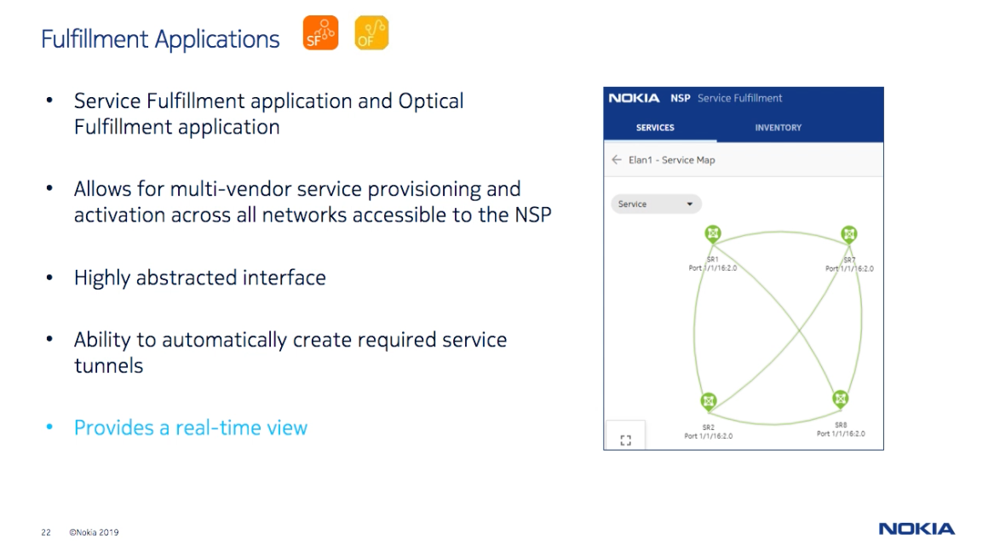 Fulfillment Applications
SF
OF
• Service Fulfillment application and Optical
Fulfillment application
• Allows for multi-vendor service provisioning and
activation across all networks accessible to the NSP
• Highly abstracted interface
• Ability to automatically create required service
tunnels
• Provides a real-time view
NOKIA NSP Service Fulfillment
SERVICES INVENTORY
← Elan1 - Service Map
Service
SR1
Port 1/1/16:2.0
SR7
Port 1/1/16:2.0
SR2
Port 1/1/16:2.0
SR8
Port 1/1/16:2.0
22 ©Nokia 2019
NOKIA